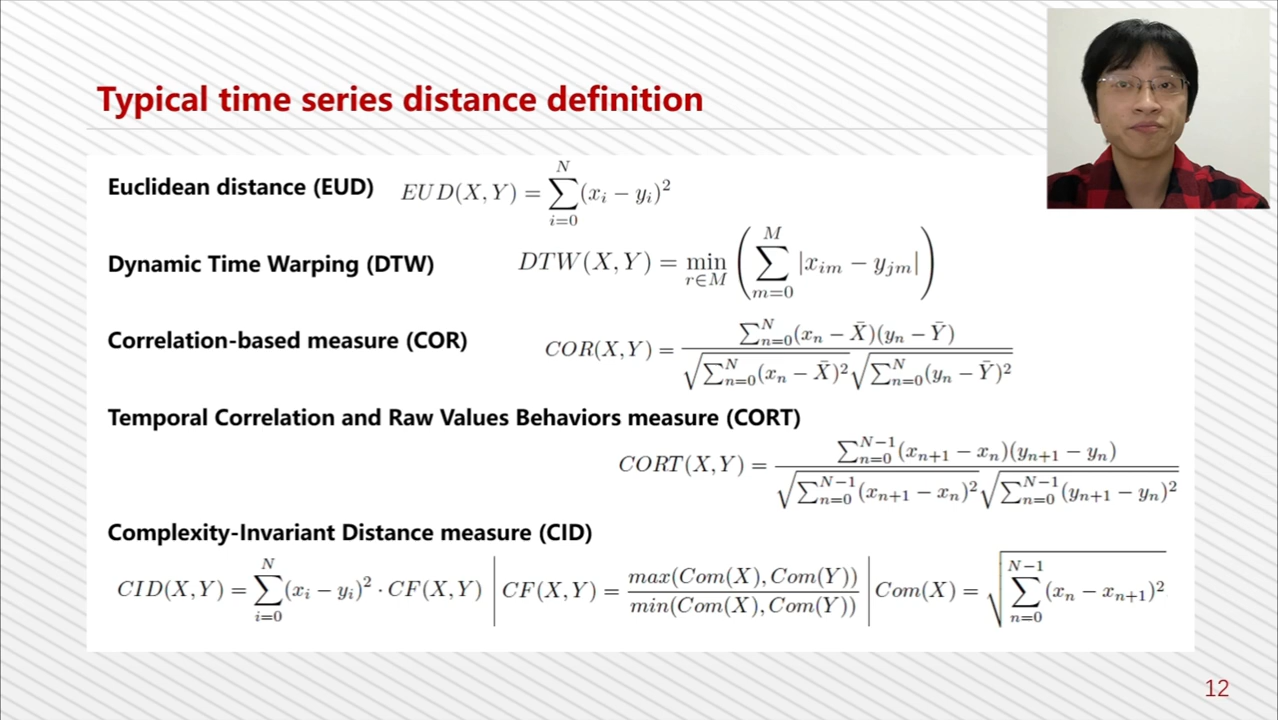 Typical time series distance definition
Euclidean distance (EUD) $EUD(X,Y) = \sum_{i=0}^{N} (x_i - y_i)^2$
Dynamic Time Warping (DTW) $DTW(X,Y) = \min_{r \in M} \left( \sum_{m=0}^{M} |x_{im} - y_{jm}| \right)$
Correlation-based measure (COR) $COR(X,Y) = \frac{\sum_{n=0}^{N} (x_n - \bar{X})(y_n - \bar{Y})}{\sqrt{\sum_{n=0}^{N} (x_n - \bar{X})^2} \sqrt{\sum_{n=0}^{N} (y_n - \bar{Y})^2}}$
Temporal Correlation and Raw Values Behaviors measure (CORT)
$CORT(X,Y) = \frac{\sum_{n=0}^{N-1} (x_{n+1} - x_n)(y_{n+1} - y_n)}{\sqrt{\sum_{n=0}^{N-1} (x_{n+1} - x_n)^2} \sqrt{\sum_{n=0}^{N-1} (y_{n+1} - y_n)^2}}$
Complexity-Invariant Distance measure (CID)
$CID(X,Y) = \sum_{i=0}^{N} (x_i - y_i)^2 \cdot CF(X,Y) \Big| CF(X,Y) = \frac{max(Com(X), Com(Y))}{min(Com(X), Com(Y))} \Big| Com(X) = \sqrt{\sum_{n=0}^{N-1} (x_n - x_{n+1})^2}$
12